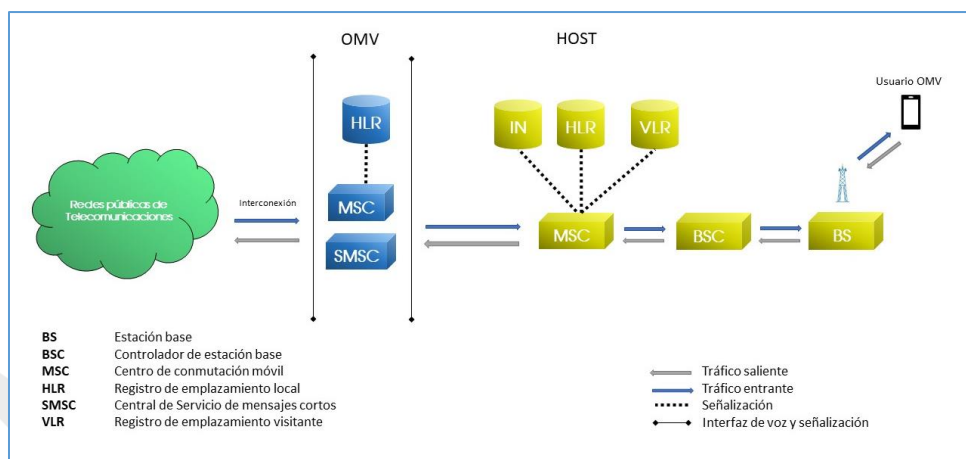 OMV
HOST
Usuario OMV
HLR
IN
HLR
VLR
Redes públicas de
Telecomunicaciones
Interconexión
MSC
SMSC
MSC
BSC
BS
BS Estación base
BSC Controlador de estación base
MSC Centro de conmutación móvil
HLR Registro de emplazamiento local
SMSC Central de Servicio de mensajes cortos
VLR Registro de emplazamiento visitante
Tráfico saliente
Tráfico entrante
Señalización
Interfaz de voz y señalización